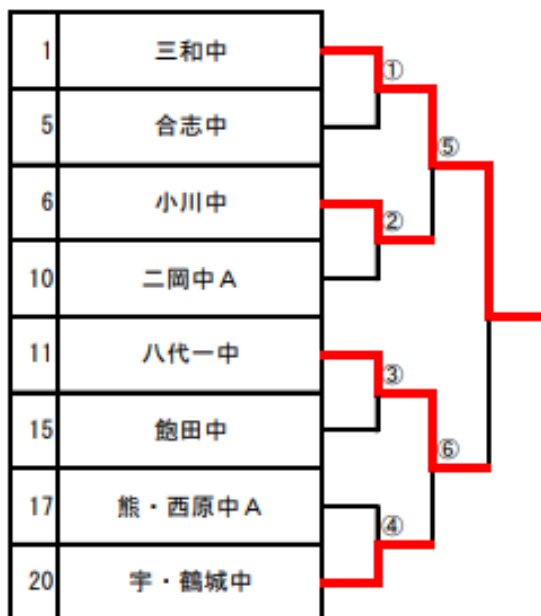 1 三和中
①
5 合志中
⑤
6 小川中
②
10 二岡中A
11 八代一中
③
15 飽田中
⑥
17 熊・西原中A
④
20 宇・鶴城中